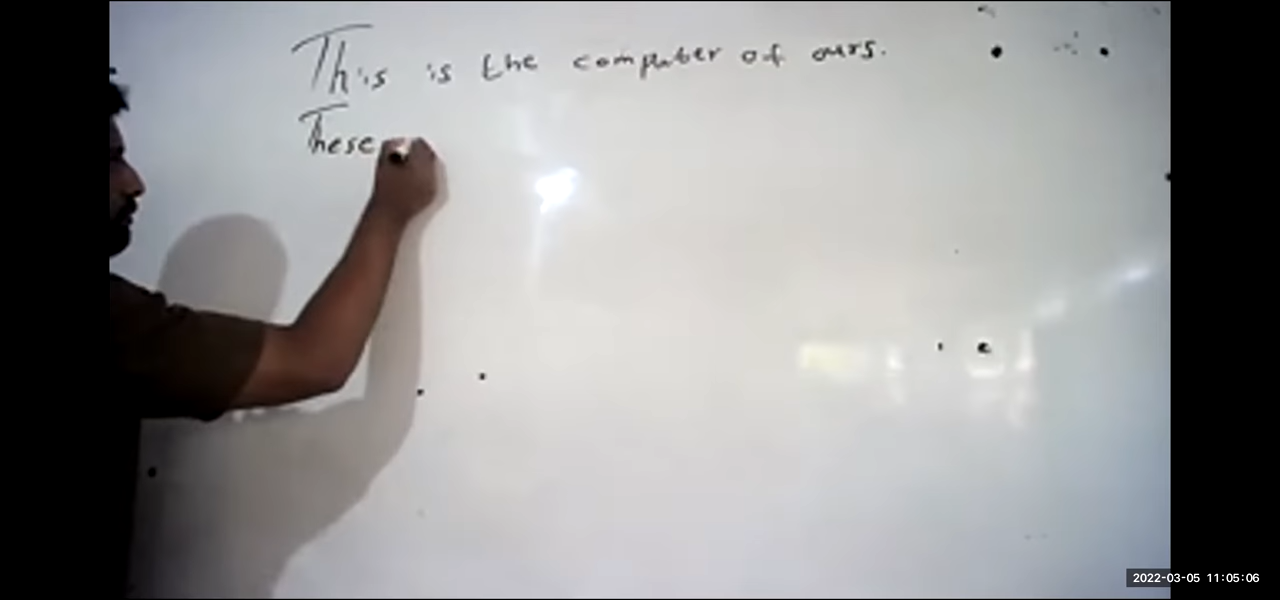 This is the computer of ours.
These
2022-03-05 11:05:06